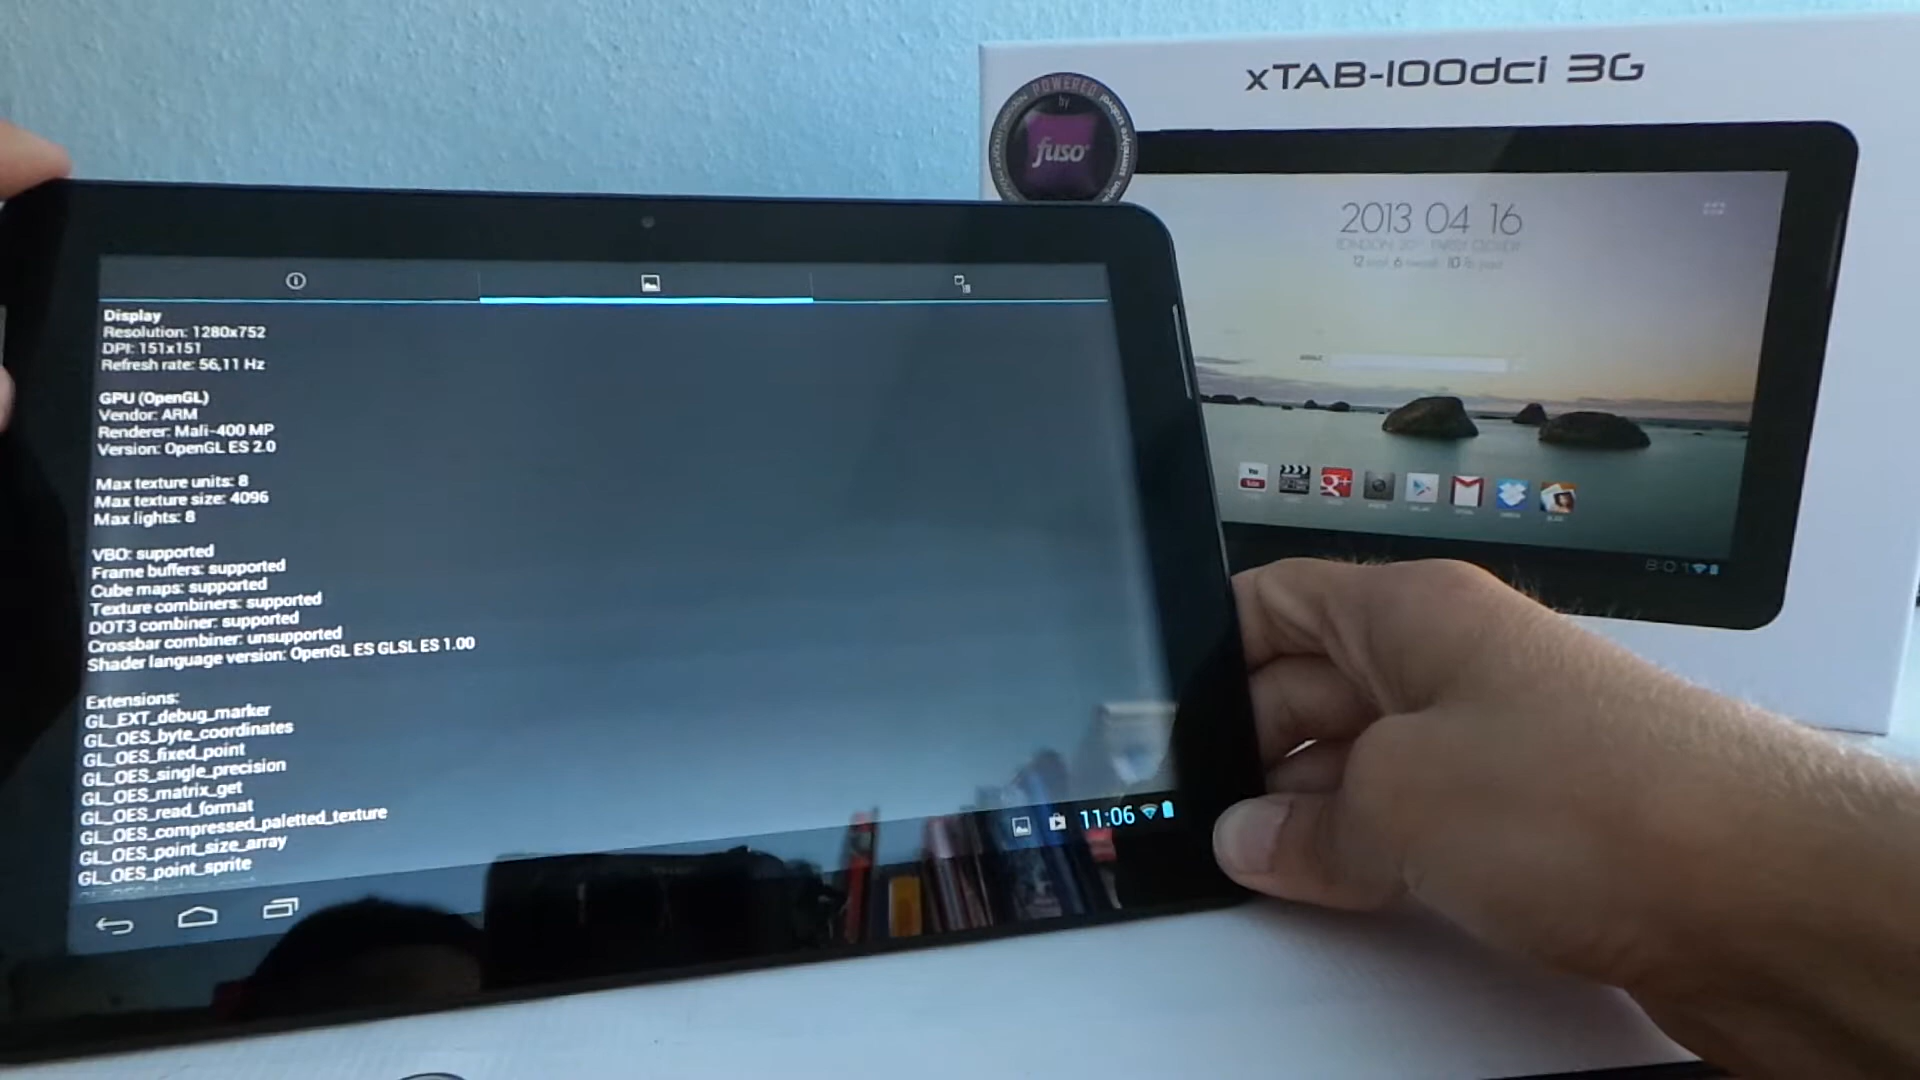 xTAB-100dci 3G
POWERED
by
fuso
2013 04 16
Display
Resolution: 1280x752
DPI: 151x151
Refresh rate: 56,11 Hz
GPU (OpenGL)
Vendor: ARM
Renderer: Mali-400 MP
Version: OpenGL ES 2.0
Max texture units: 8
Max texture size: 4096
Max lights: 8
VBO: supported
Frame buffers: supported
Cube maps: supported
Texture combiners: supported
DOT3 combiner: supported
Crossbar combiner: unsupported
Shader language version: OpenGL ES GLSL ES 1.00
Extensions:
GL_EXT_debug_marker
GL_OES_byte_coordinates
GL_OES_fixed_point
GL_OES_single_precision
GL_OES_matrix_get
GL_OES_read_format
GL_OES_compressed_paletted_texture
GL_OES_point_size_array
GL_OES_point_sprite
11:06
8:01